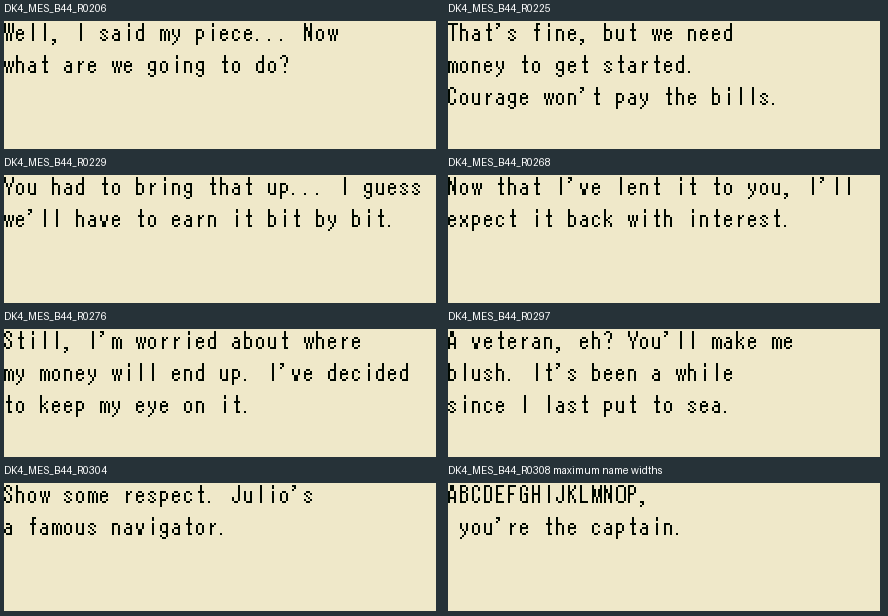 DK4_MES_B44_R0206
Well, I said my piece... Now
what are we going to do?
DK4_MES_B44_R0225
That's fine, but we need
money to get started.
Courage won't pay the bills.
DK4_MES_B44_R0229
You had to bring that up... I guess
we'll have to earn it bit by bit.
DK4_MES_B44_R0268
Now that I've lent it to you, I'll
expect it back with interest.
DK4_MES_B44_R0276
Still, I'm worried about where
my money will end up. I've decided
to keep my eye on it.
DK4_MES_B44_R0297
A veteran, eh? You'll make me
blush. It's been a while
since I last put to sea.
DK4_MES_B44_R0304
Show some respect. Julio's
a famous navigator.
DK4_MES_B44_R0308 maximum name widths
ABCDEFGHIJKLMNOP,
you're the captain.